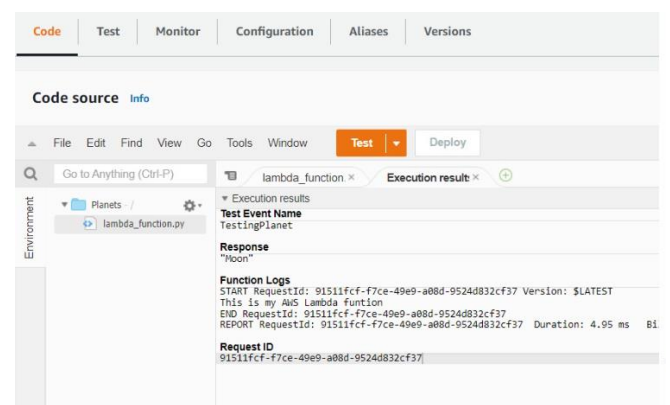 Code Test Monitor Configuration Aliases Versions
Code source Info
File Edit Find View Go Tools Window Test Deploy
Go to Anything (Ctrl-P) lambda_function. × Execution results ×
Environment
Planets - /
lambda_function.py
Execution results
Test Event Name
TestingPlanet
Response
"Moon"
Function Logs
START RequestId: 91511fcf-f7ce-49e9-a08d-9524d832cf37 Version: $LATEST
This is my AWS Lambda funtion
END RequestId: 91511fcf-f7ce-49e9-a08d-9524d832cf37
REPORT RequestId: 91511fcf-f7ce-49e9-a08d-9524d832cf37 Duration: 4.95 ms Bi
Request ID
91511fcf-f7ce-49e9-a08d-9524d832cf37